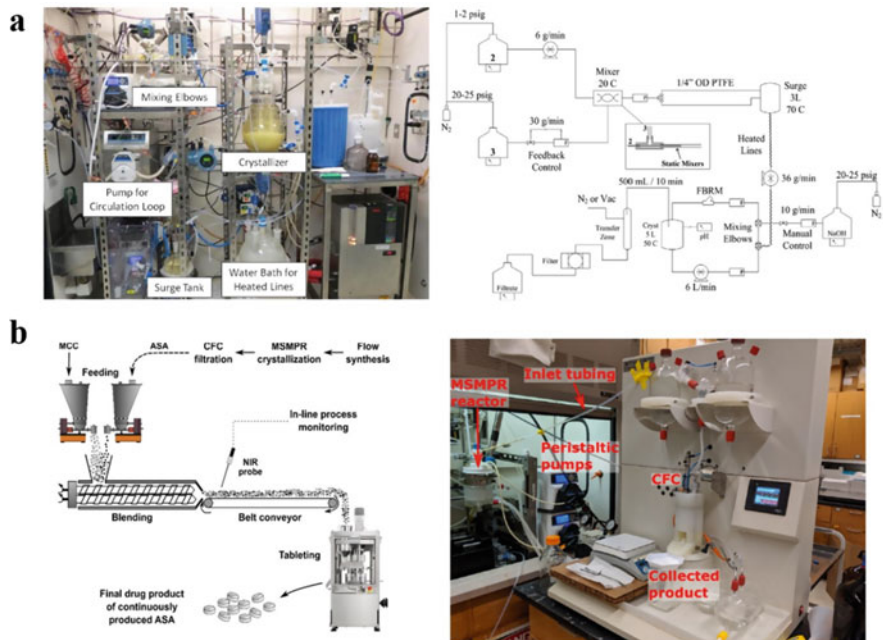 a
Mixing Elbows
Crystallizer
Pump for
Circulation Loop
Surge Tank
Water Bath for
Heated Lines
1-2 psig
N₂
2
6 g/min
20-25 psig
N₂
3
30 g/min
Feedback
Control
Mixer
20 C
1/4" OD PTFE
Surge
3L
70 C
3
2
Static Mixers
Heated
Lines
36 g/min
20-25 psig
N₂
500 mL / 10 min
FBRM
10 g/min
Manual
Control
NaOH
N₂ or Vac
Transfer
Zone
Cryst
5 L
50 C
pH
Mixing
Elbows
Filter
Filtrate
6 L/min
b
MCC
ASA
CFC
filtration
MSMPR
crystallization
Flow
synthesis
Feeding
In-line process
monitoring
NIR
probe
Blending
Belt conveyor
Tableting
Final drug product
of continuously
produced ASA
MSMPR
reactor
Inlet tubing
Peristaltic
pumps
CFC
Collected
product